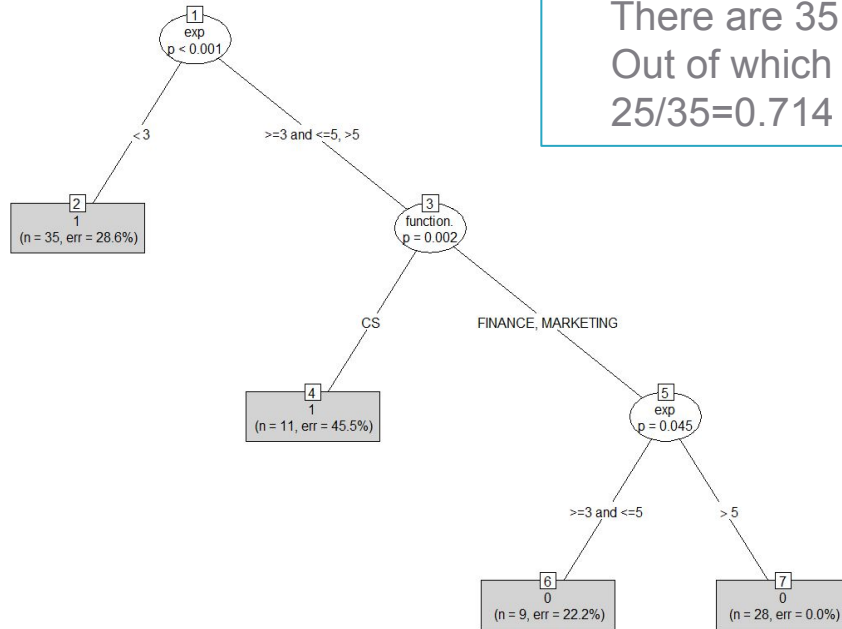 There are 35
Out of which
25/35=0.714
1
exp
p < 0.001
< 3
>=3 and <=5, >5
2
1
(n = 35, err = 28.6%)
3
function.
p = 0.002
CS
FINANCE, MARKETING
4
1
(n = 11, err = 45.5%)
5
exp
p = 0.045
>=3 and <=5
> 5
6
0
(n = 9, err = 22.2%)
7
0
(n = 28, err = 0.0%)